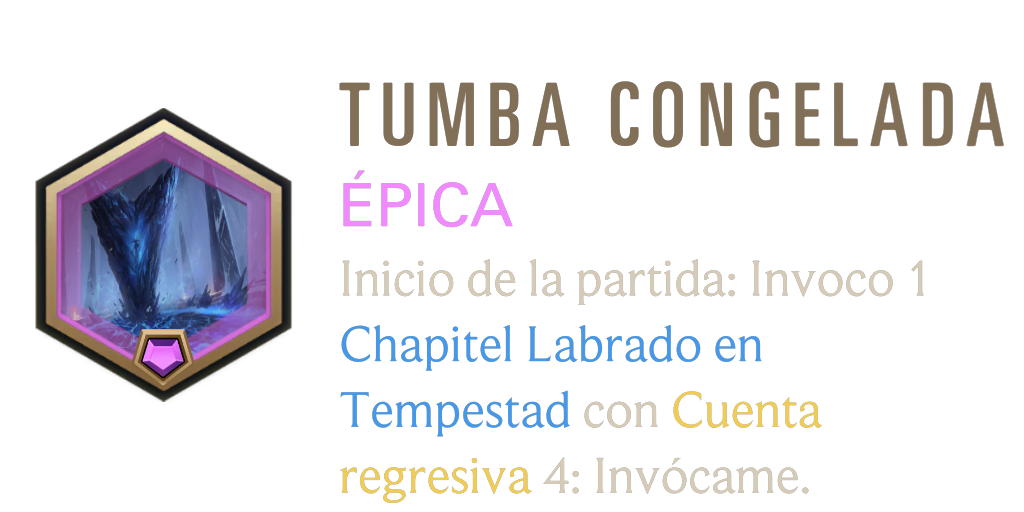 TUMBA CONGELADA
ÉPICA
Inicio de la partida: Invoco 1
Chapitel Labrado en
Tempestad con Cuenta
regresiva 4: Invócame.